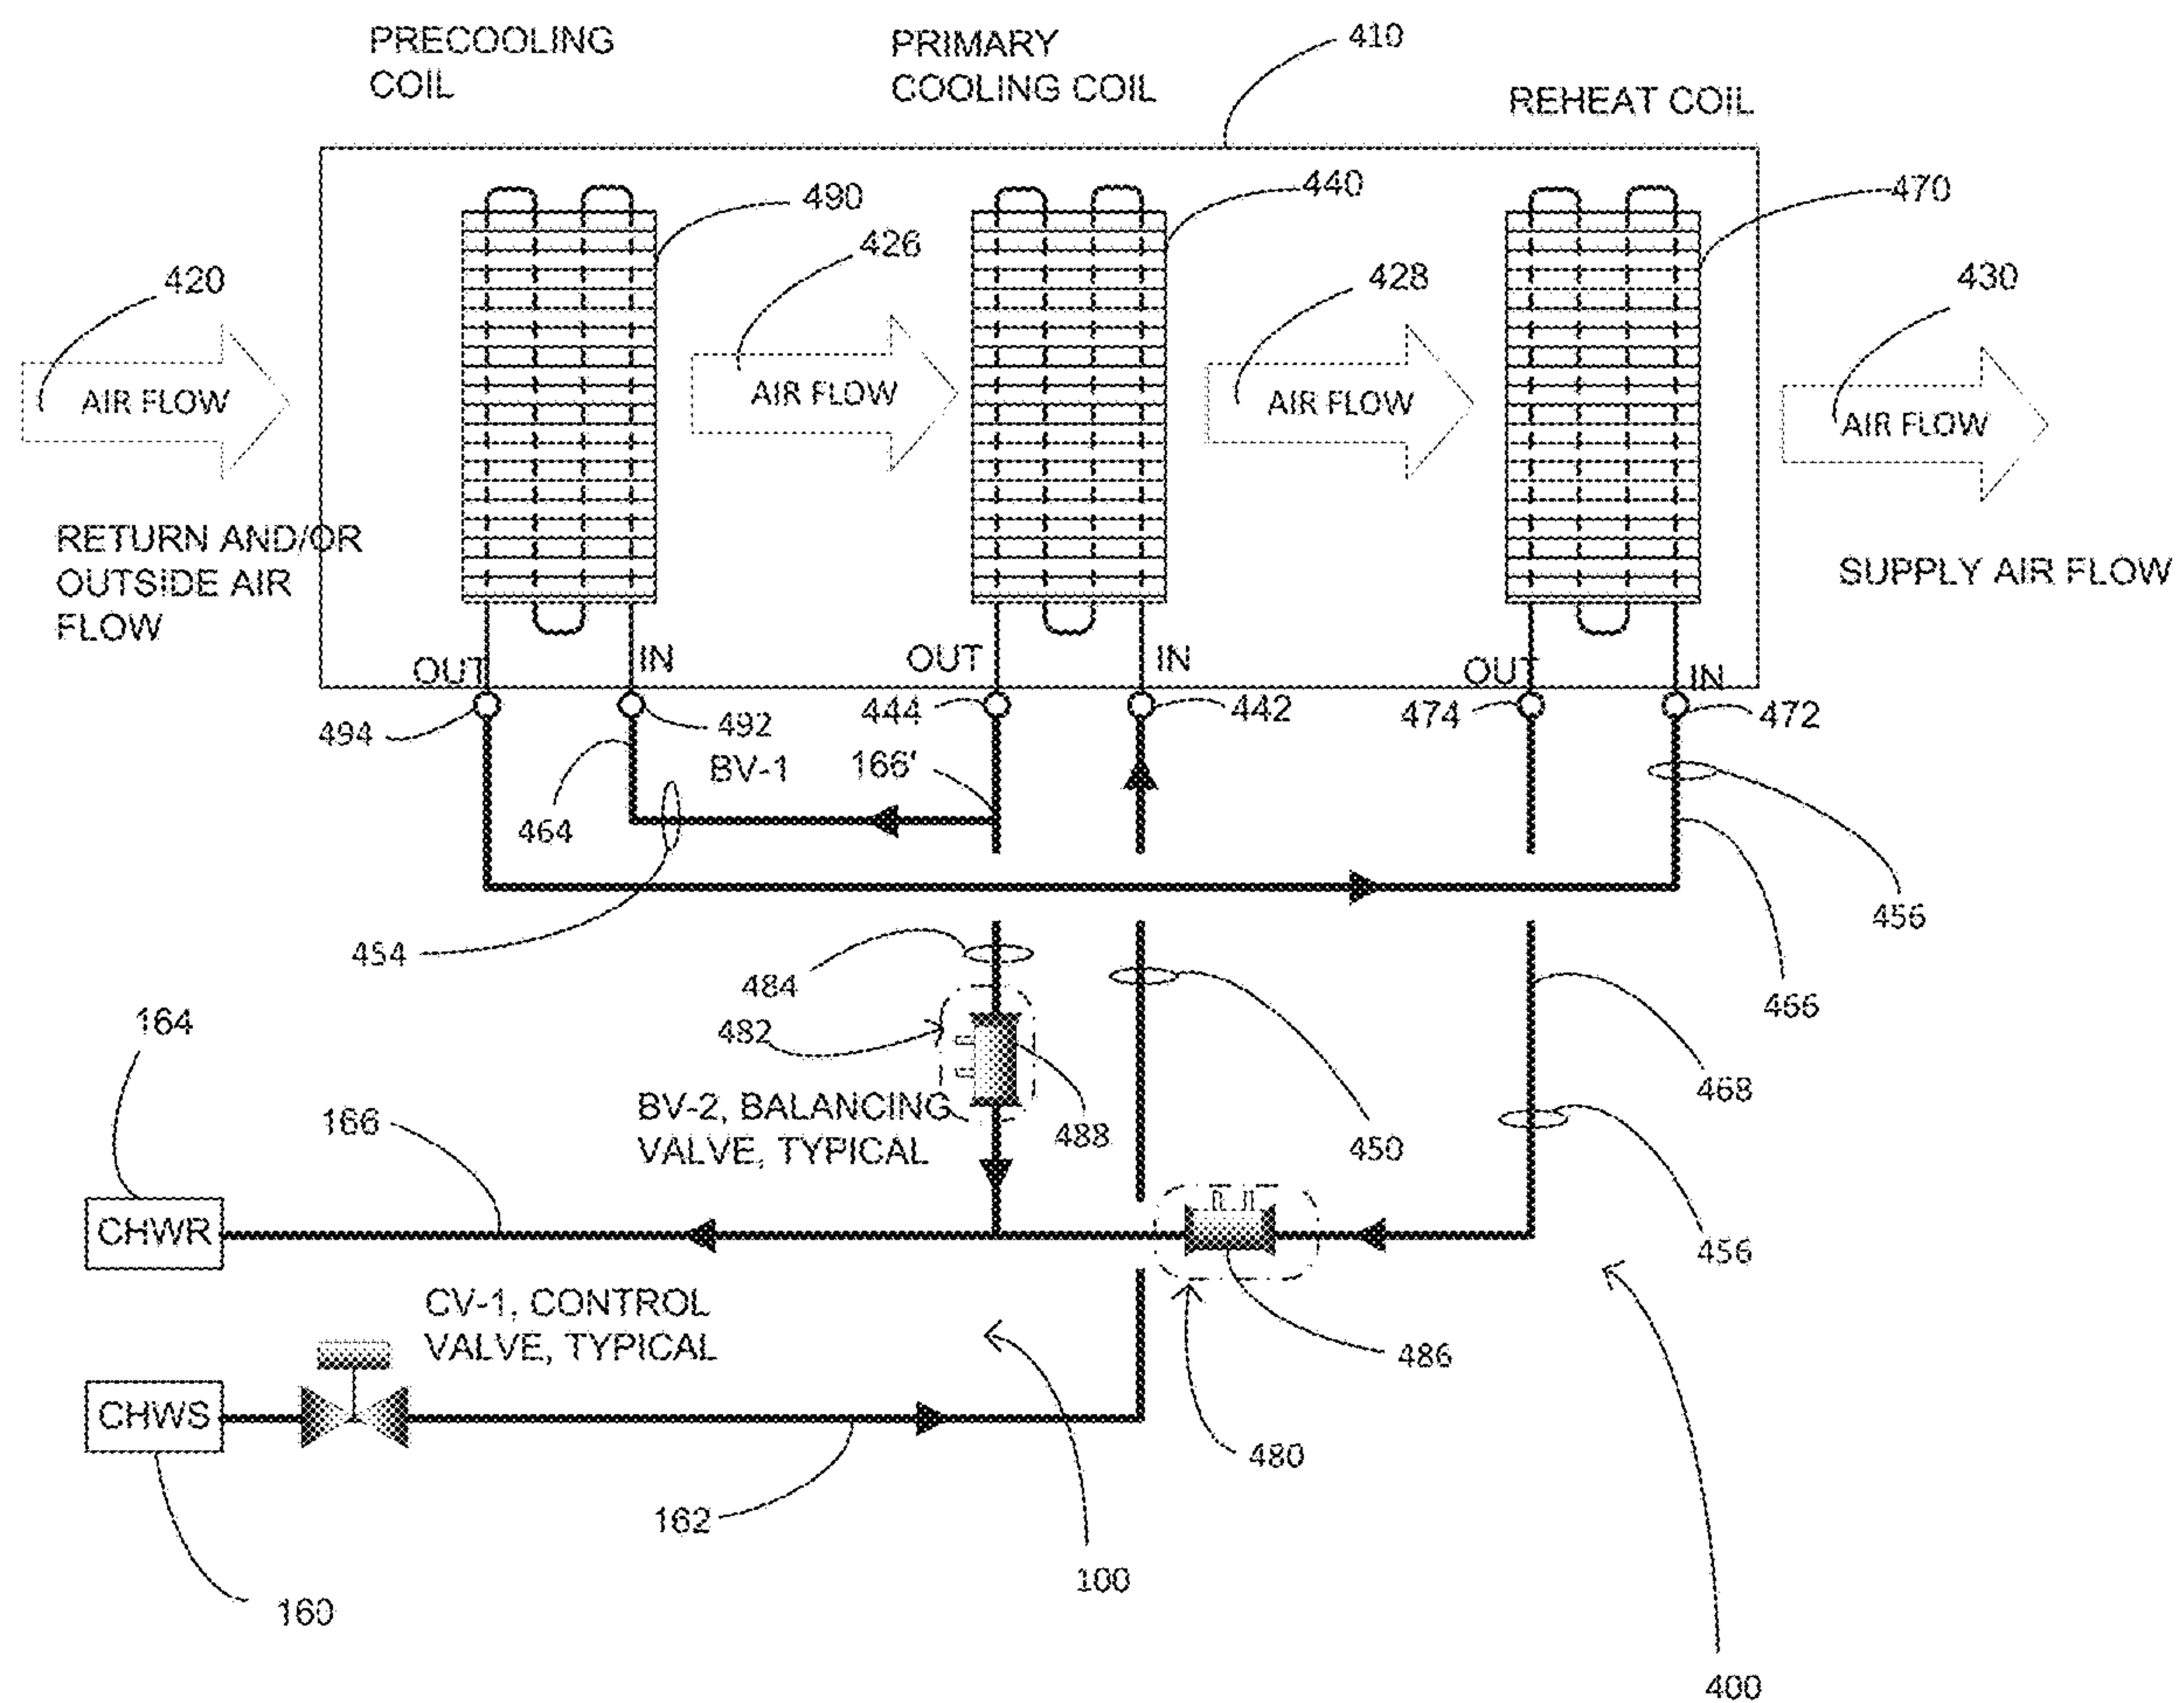 PRECOOLING
COIL
PRIMARY
COOLING COIL
410
REHEAT COIL
490
440
470
426
420
428
430
AIR FLOW
AIR FLOW
AIR FLOW
AIR FLOW
RETURN AND/OR
OUTSIDE AIR
FLOW
SUPPLY AIR FLOW
OUT
IN
OUT
IN
OUT
IN
494
492
444
442
474
472
BV-1
166'
464
454
456
466
484
482
164
166
BV-2, BALANCING
VALVE, TYPICAL
488
450
468
456
CHWR
CV-1, CONTROL
VALVE, TYPICAL
486
CHWS
480
162
100
160
400